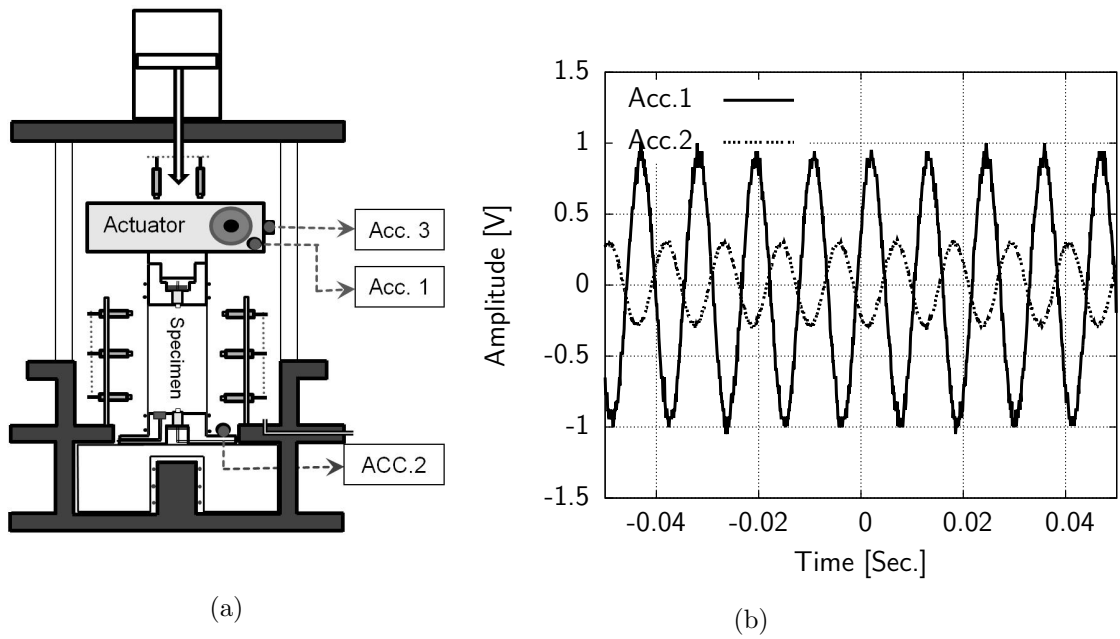 Actuator
Acc. 3
Acc. 1
Specimen
ACC.2
(a)
Acc.1
Acc.2
1.5
1
0.5
0
-0.5
-1
-1.5
Amplitude [V]
-0.04 -0.02 0 0.02 0.04
Time [Sec.]
(b)